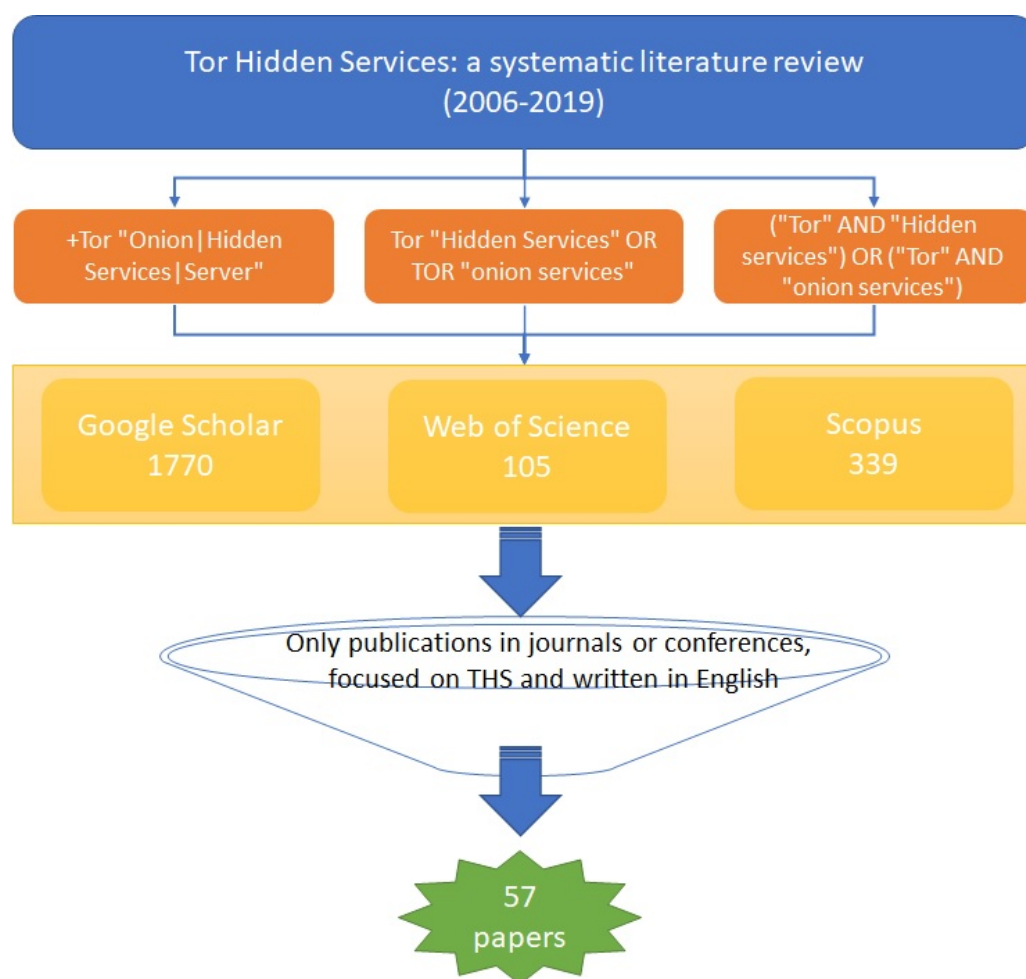 Tor Hidden Services: a systematic literature review
(2006-2019)
+Tor "Onion|Hidden
Services|Server"
Tor "Hidden Services" OR
TOR "onion services"
("Tor" AND "Hidden
services") OR ("Tor" AND
"onion services")
Google Scholar
1770
Web of Science
105
Scopus
339
Only publications in journals or conferences,
focused on THS and written in English
57
papers